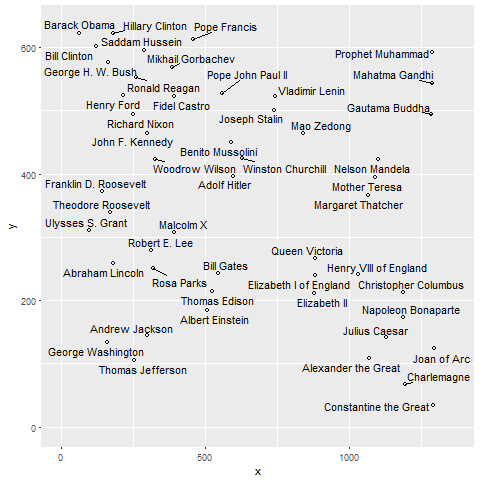 Barack Obama
Hillary Clinton
Pope Francis
Saddam Hussein
Bill Clinton
Mikhail Gorbachev
Prophet Muhammad
600
George H. W. Bush
Pope John Paul II
Mahatma Gandhi
Ronald Reagan
Vladimir Lenin
Henry Ford
Fidel Castro
Gautama Buddha
Richard Nixon
Joseph Stalin
Mao Zedong
John F. Kennedy
Benito Mussolini
Woodrow Wilson
Winston Churchill
Nelson Mandela
400
Franklin D. Roosevelt
Adolf Hitler
Mother Teresa
Theodore Roosevelt
Margaret Thatcher
Ulysses S. Grant
Malcolm X
y
Robert E. Lee
Queen Victoria
Abraham Lincoln
Bill Gates
Henry VIII of England
Rosa Parks
Elizabeth I of England
Christopher Columbus
200
Thomas Edison
Elizabeth II
Napoleon Bonaparte
Albert Einstein
Andrew Jackson
Julius Caesar
George Washington
Joan of Arc
Thomas Jefferson
Alexander the Great
Charlemagne
Constantine the Great
0
0
500
1000
x